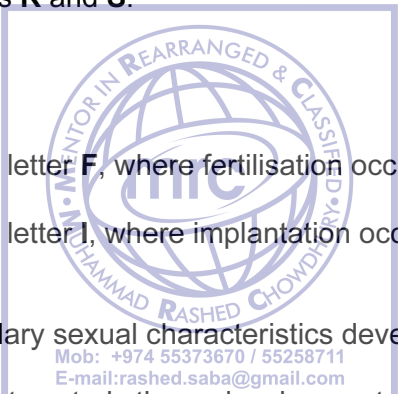 s R and S.
MENTOR IN REARRANGED & CLASSIFIED
mrc
letter F, where fertilisation occ
letter I, where implantation occ
MUHAMMAD RASHED CHOWDHURY
dary sexual characteristics deve
Mob: +974 55373670 / 55258711
E-mail:rashed.saba@gmail.com